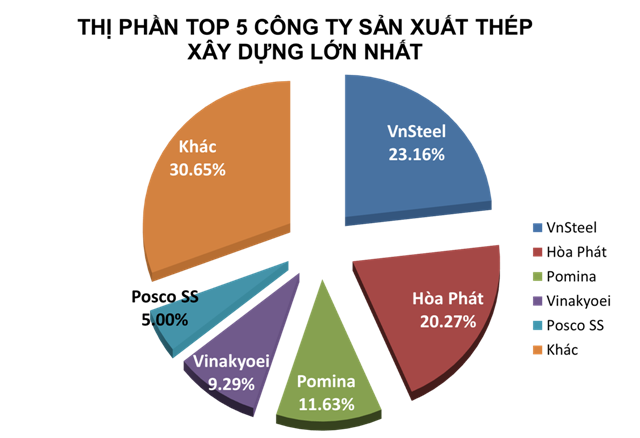 THỊ PHẦN TOP 5 CÔNG TY SẢN XUẤT THÉP
XÂY DỰNG LỚN NHẤT
VnSteel
23.16%
Khác
30.65%
Hòa Phát
20.27%
Posco SS
5.00%
Vinakyoei
9.29%
Pomina
11.63%
VnSteel
Hòa Phát
Pomina
Vinakyoei
Posco SS
Khác